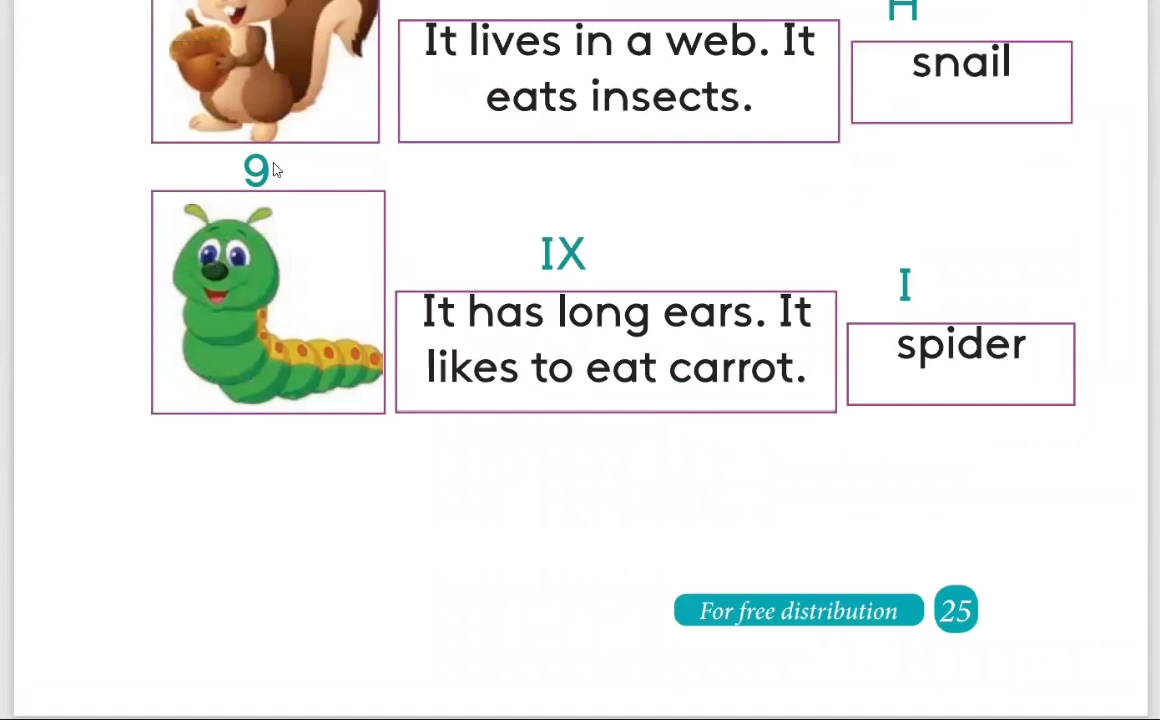 H
It lives in a web. It
eats insects.
snail
9
IX
It has long ears. It
likes to eat carrot.
I
spider
For free distribution 25